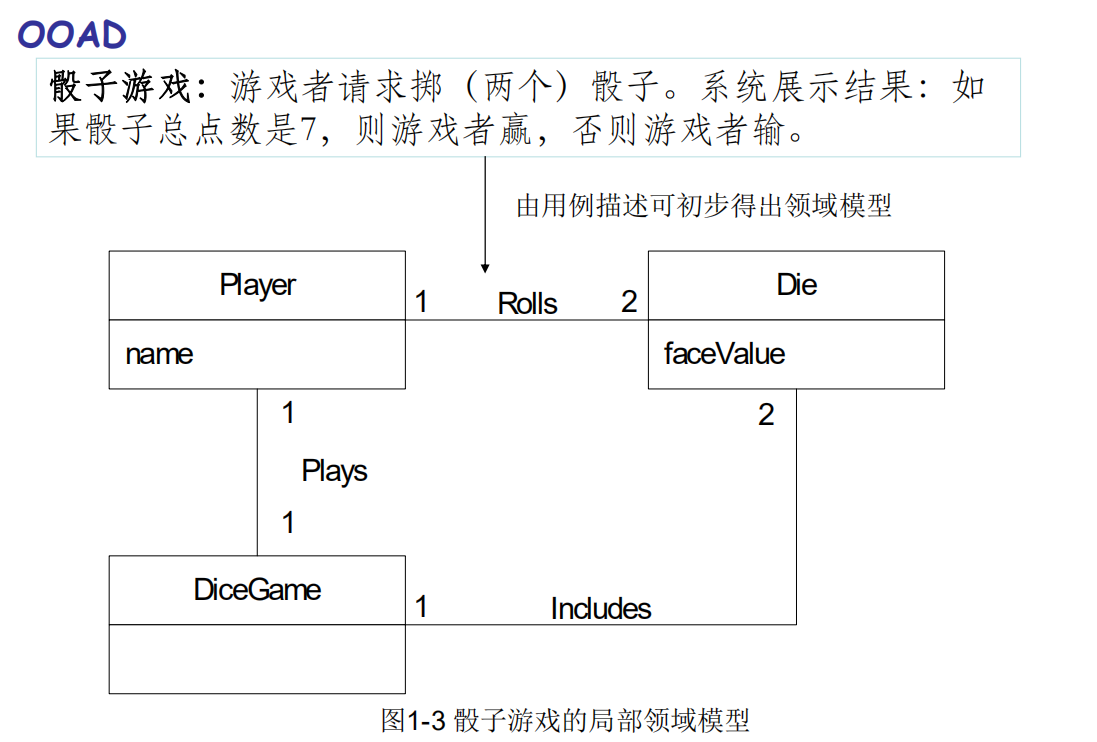 OOAD
骰子游戏：游戏者请求掷（两个）骰子。系统展示结果：如
果骰子总点数是7，则游戏者赢，否则游戏者输。
由用例描述可初步得出领域模型
Player
Die
1
Rolls
2
name
faceValue
1
2
Plays
1
DiceGame
1
Includes
图1-3 骰子游戏的局部领域模型